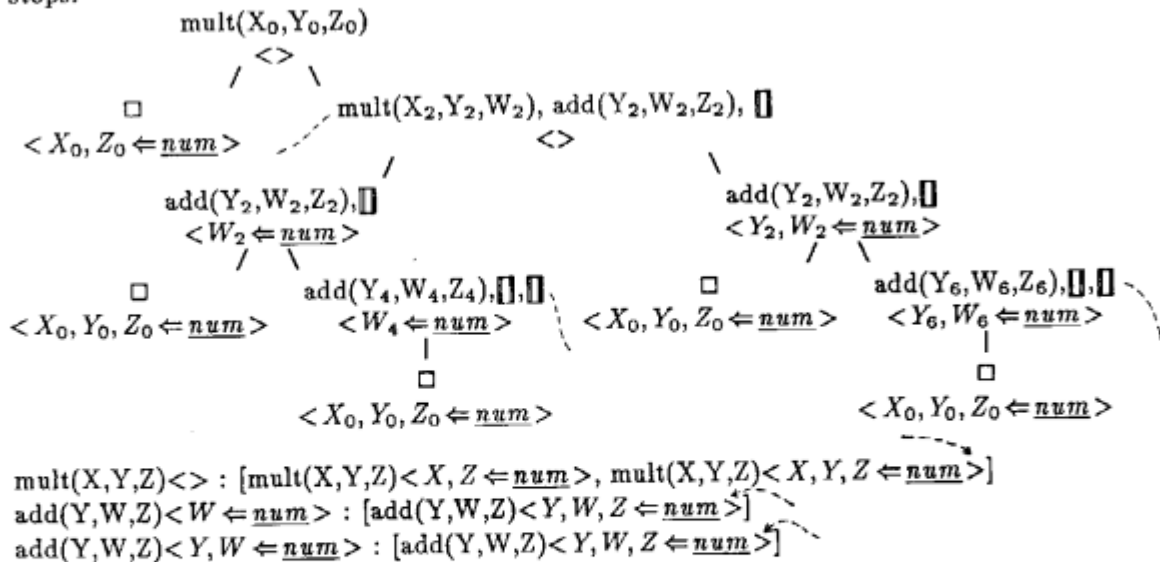 stops.
mult(X₀,Y₀,Z₀)
<>
□
mult(X₂,Y₂,W₂), add(Y₂,W₂,Z₂), []
< X₀, Z₀ ⇐ num >
<>
add(Y₂,W₂,Z₂),[]
add(Y₂,W₂,Z₂),[]
< W₂ ⇐ num >
< Y₂, W₂ ⇐ num >
□
add(Y₄,W₄,Z₄),[],[]
□
add(Y₆,W₆,Z₆),[],[]
< X₀, Y₀, Z₀ ⇐ num >
< W₄ ⇐ num >
< X₀, Y₀, Z₀ ⇐ num >
< Y₆, W₆ ⇐ num >
□
□
< X₀, Y₀, Z₀ ⇐ num >
< X₀, Y₀, Z₀ ⇐ num >
mult(X,Y,Z)<> : [mult(X,Y,Z)< X, Z ⇐ num >, mult(X,Y,Z)< X, Y, Z ⇐ num >]
add(Y,W,Z)< W ⇐ num > : [add(Y,W,Z)< Y, W, Z ⇐ num >]
add(Y,W,Z)< Y, W ⇐ num > : [add(Y,W,Z)< Y, W, Z ⇐ num >]